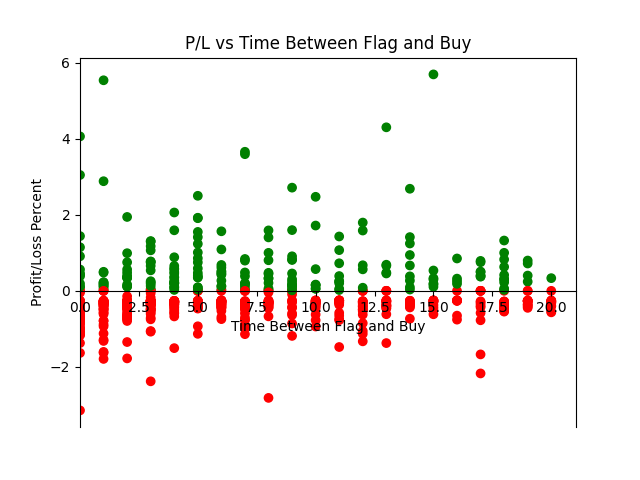 P/L vs Time Between Flag and Buy
6
4
2
0
−2
Profit/Loss Percent
0.0 2.5 5.0 7.5 10.0 12.5 15.0 17.5 20.0
Time Between Flag and Buy